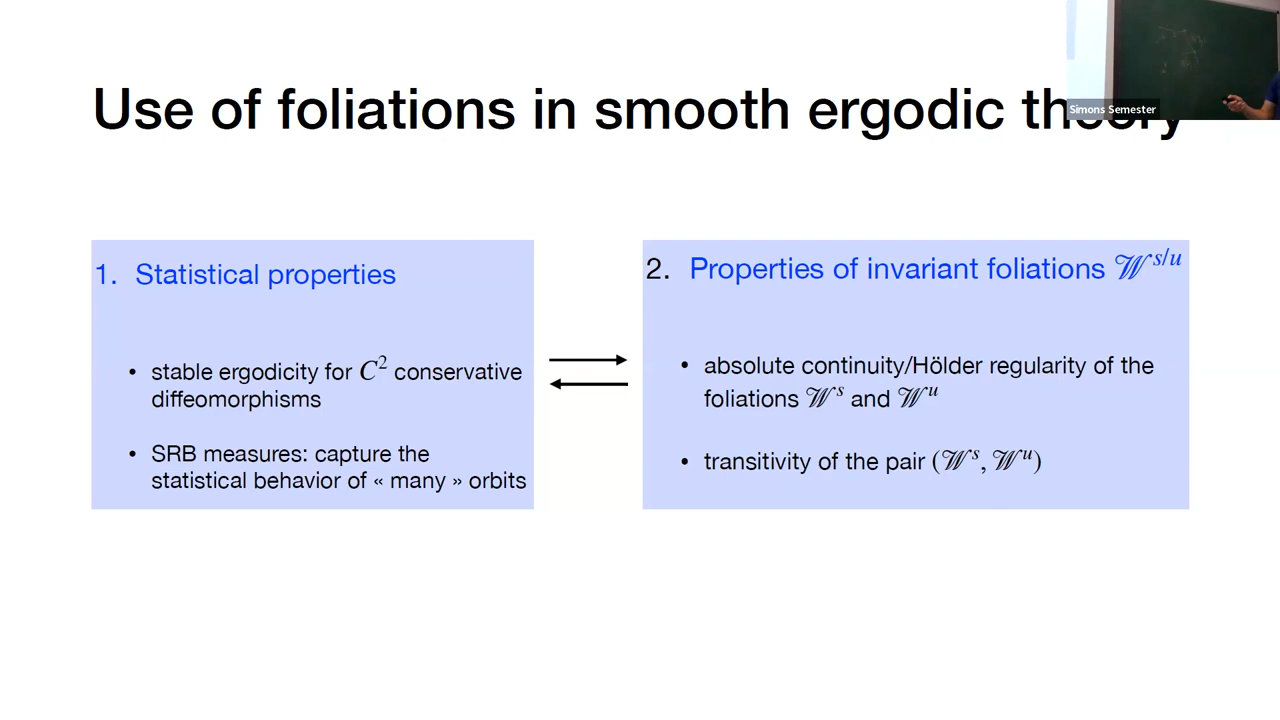 Use of foliations in smooth ergodic theory
Simons Semester
1. Statistical properties
• stable ergodicity for C² conservative
diffeomorphisms
• SRB measures: capture the
statistical behavior of « many » orbits
2. Properties of invariant foliations 𝒲^{s/u}
• absolute continuity/Hölder regularity of the
foliations 𝒲^s and 𝒲^u
• transitivity of the pair (𝒲^s, 𝒲^u)